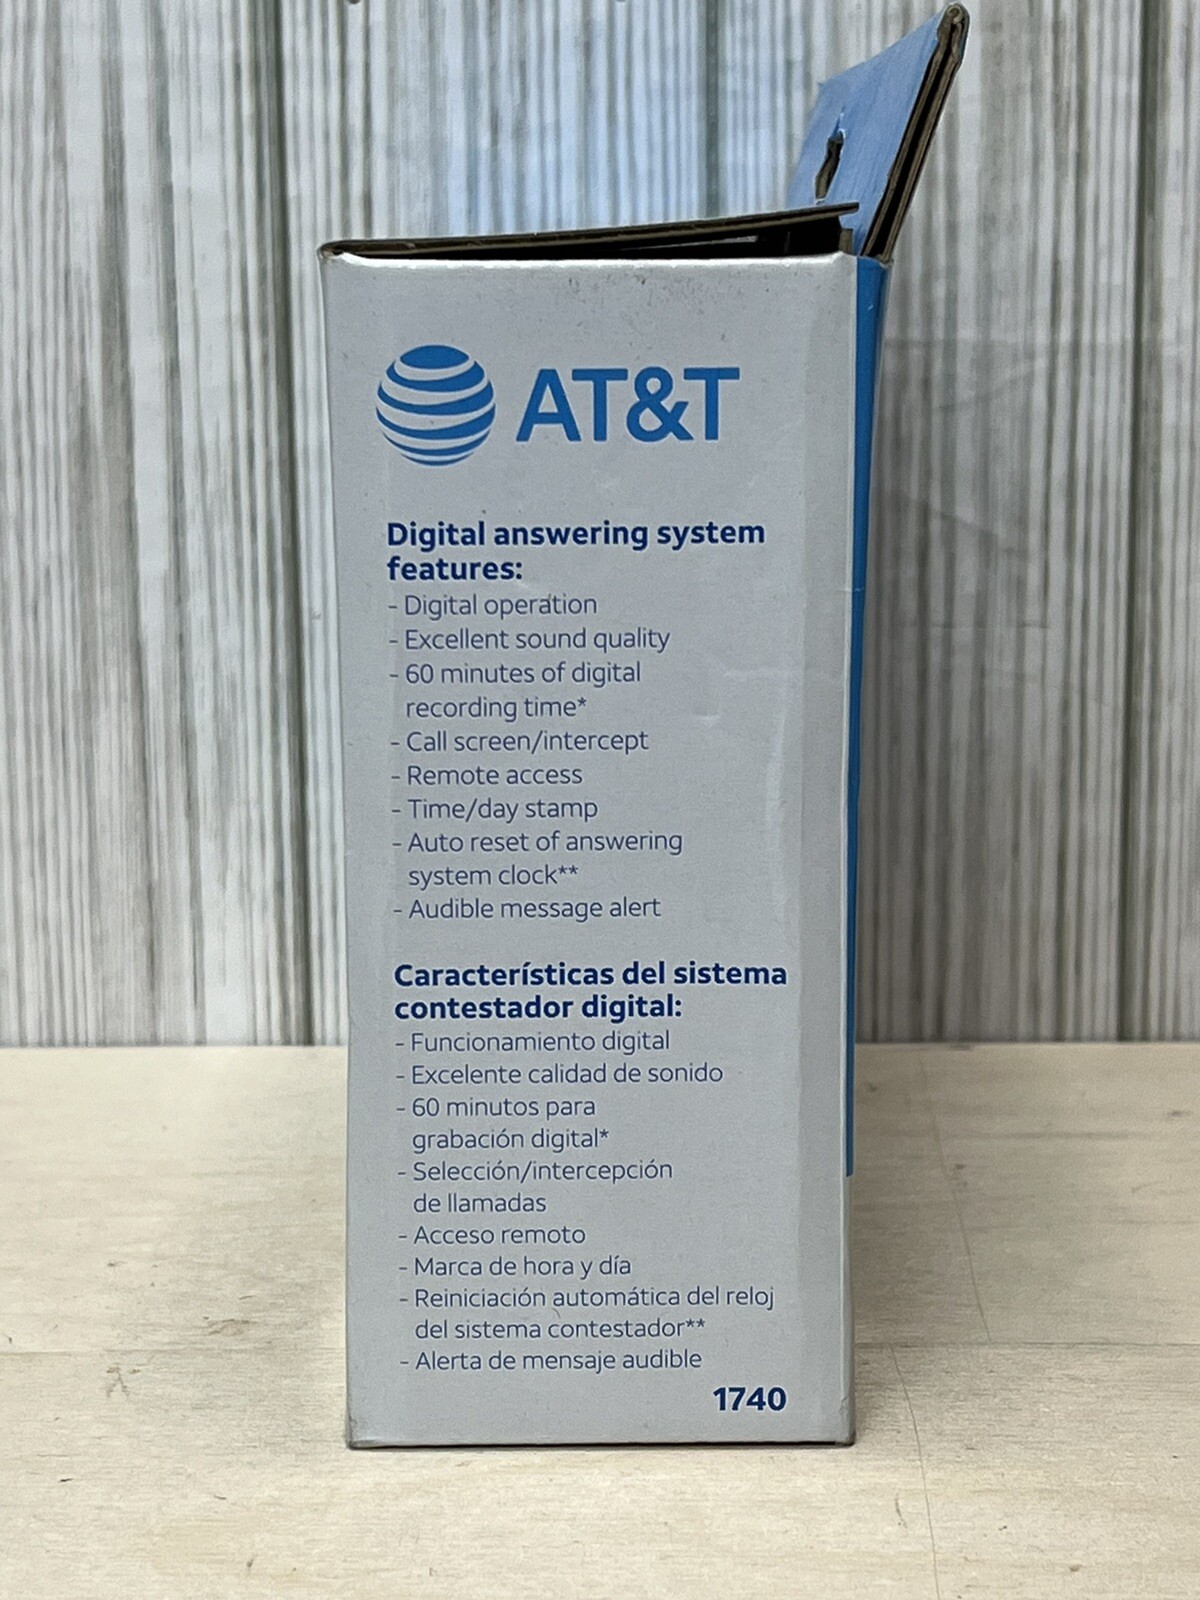 AT&T
Digital answering system
features:
- Digital operation
- Excellent sound quality
- 60 minutes of digital
recording time*
- Call screen/intercept
- Remote access
- Time/day stamp
- Auto reset of answering
system clock**
- Audible message alert
Características del sistema
contestador digital:
- Funcionamiento digital
- Excelente calidad de sonido
- 60 minutos para
grabación digital*
- Selección/intercepción
de llamadas
- Acceso remoto
- Marca de hora y día
- Reiniciación automática del reloj
del sistema contestador**
- Alerta de mensaje audible
1740